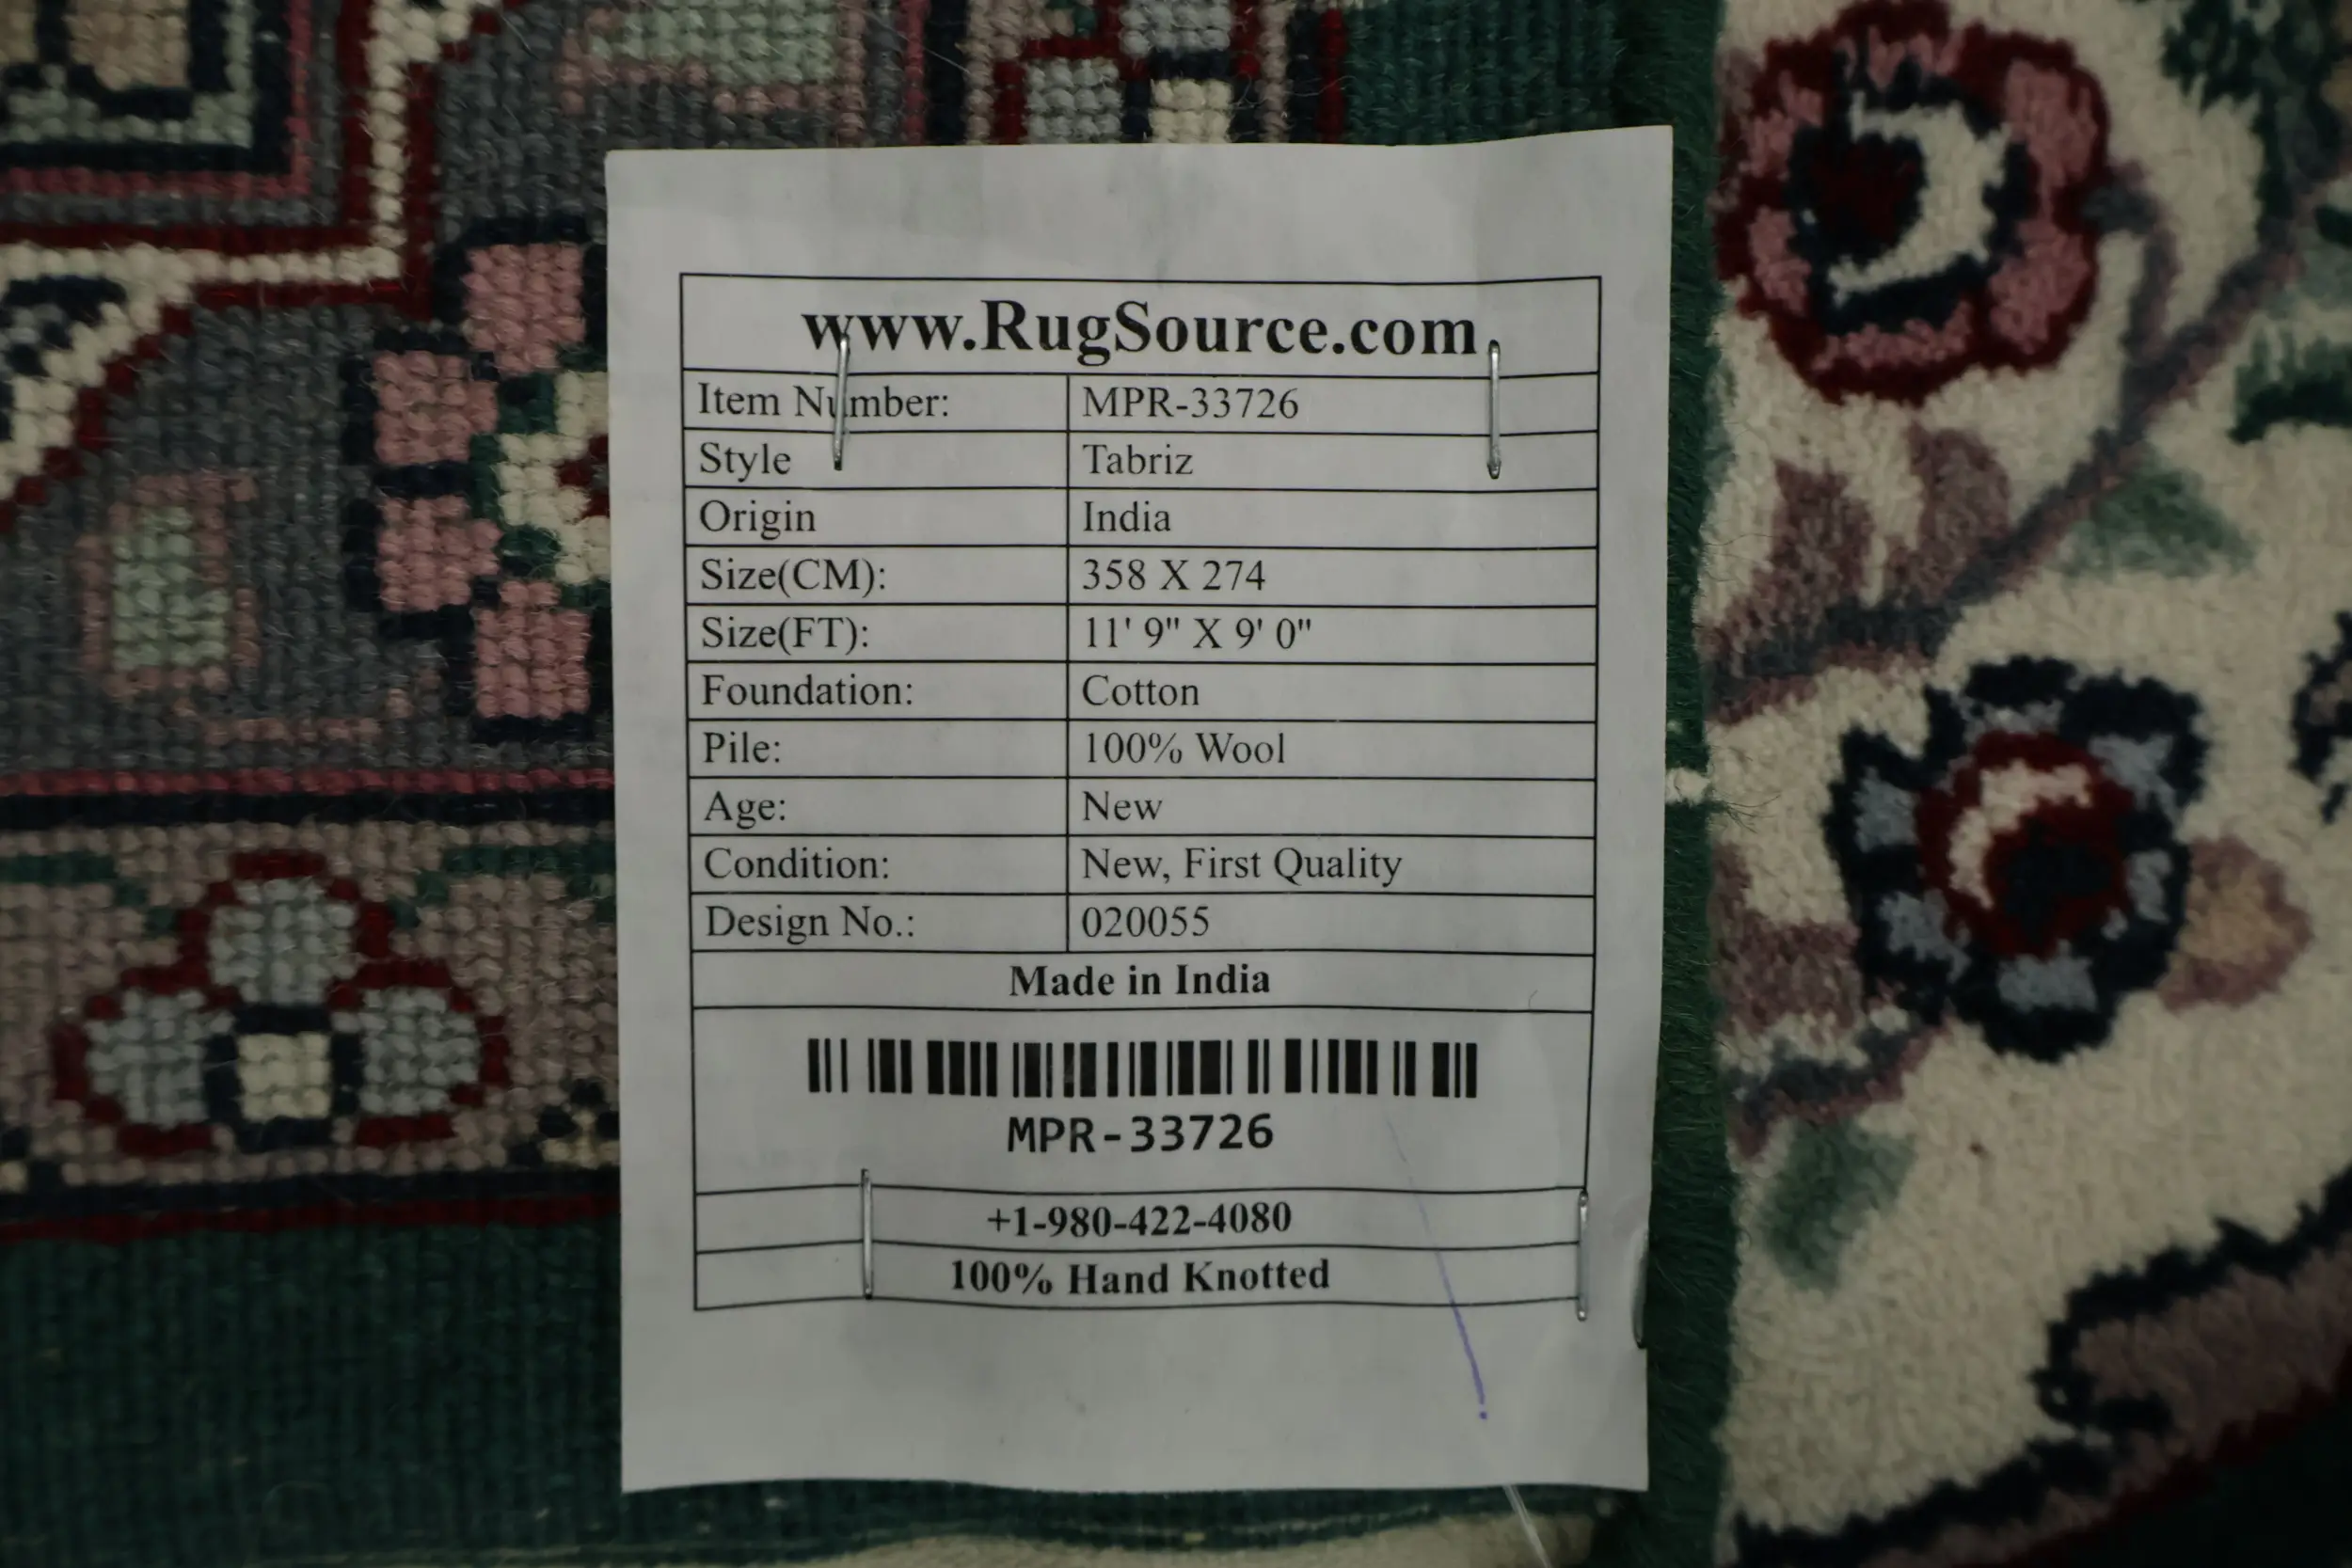 www.RugSource.com
Item Number: MPR-33726
Style Tabriz
Origin India
Size(CM): 358 X 274
Size(FT): 11' 9" X 9' 0"
Foundation: Cotton
Pile: 100% Wool
Age: New
Condition: New, First Quality
Design No.: 020055
Made in India
MPR-33726
+1-980-422-4080
100% Hand Knotted